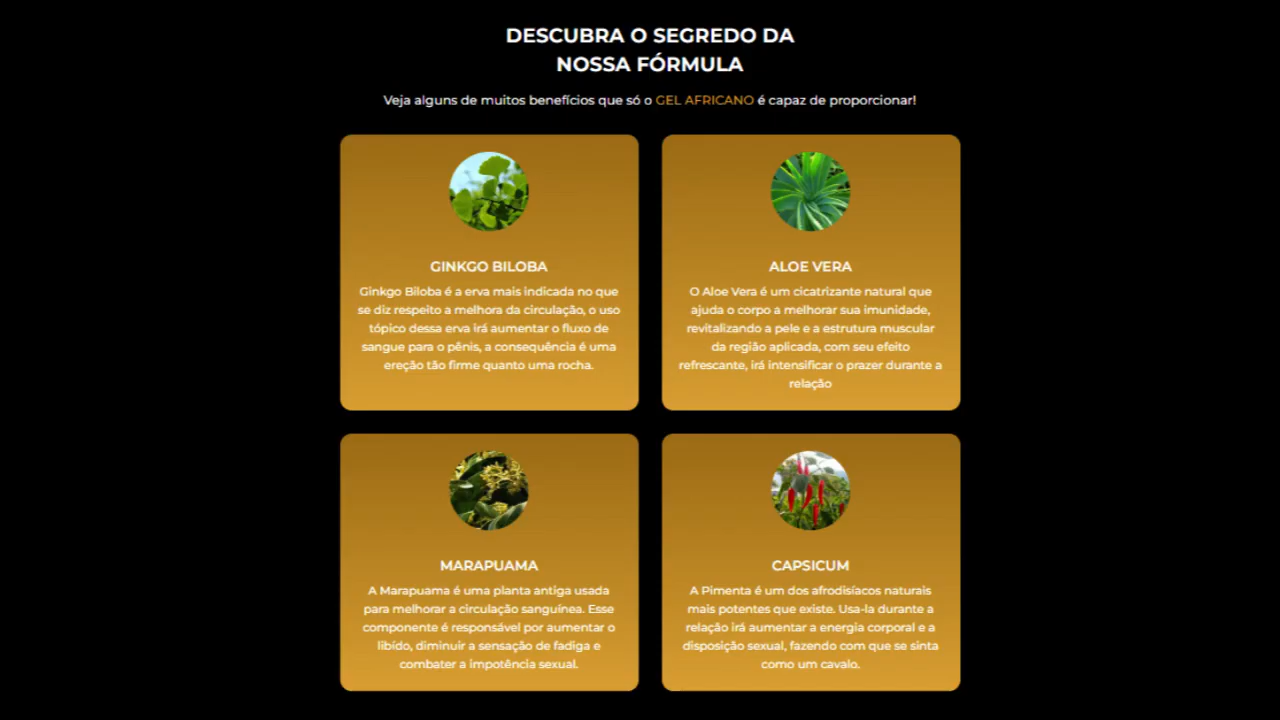 DESCUBRA O SEGREDO DA
NOSSA FÓRMULA
Veja alguns de muitos benefícios que só o GEL AFRICANO é capaz de proporcionar!
GINKGO BILOBA
Ginkgo Biloba é a erva mais indicada no que
se diz respeito a melhora da circulação, o uso
tópico dessa erva irá aumentar o fluxo de
sangue para o pênis, a consequência é uma
ereção tão firme quanto uma rocha.
ALOE VERA
O Aloe Vera é um cicatrizante natural que
ajuda o corpo a melhorar sua imunidade,
revitalizando a pele e a estrutura muscular
da região aplicada, com seu efeito
refrescante, irá intensificar o prazer durante a
relação
MARAPUAMA
A Marapuama é uma planta antiga usada
para melhorar a circulação sanguínea. Esse
componente é responsável por aumentar o
libído, diminuir a sensação de fadiga e
combater a impotência sexual.
CAPSICUM
A Pimenta é um dos afrodisíacos naturais
mais potentes que existe. Usa-la durante a
relação irá aumentar a energia corporal e a
disposição sexual, fazendo com que se sinta
como um cavalo.